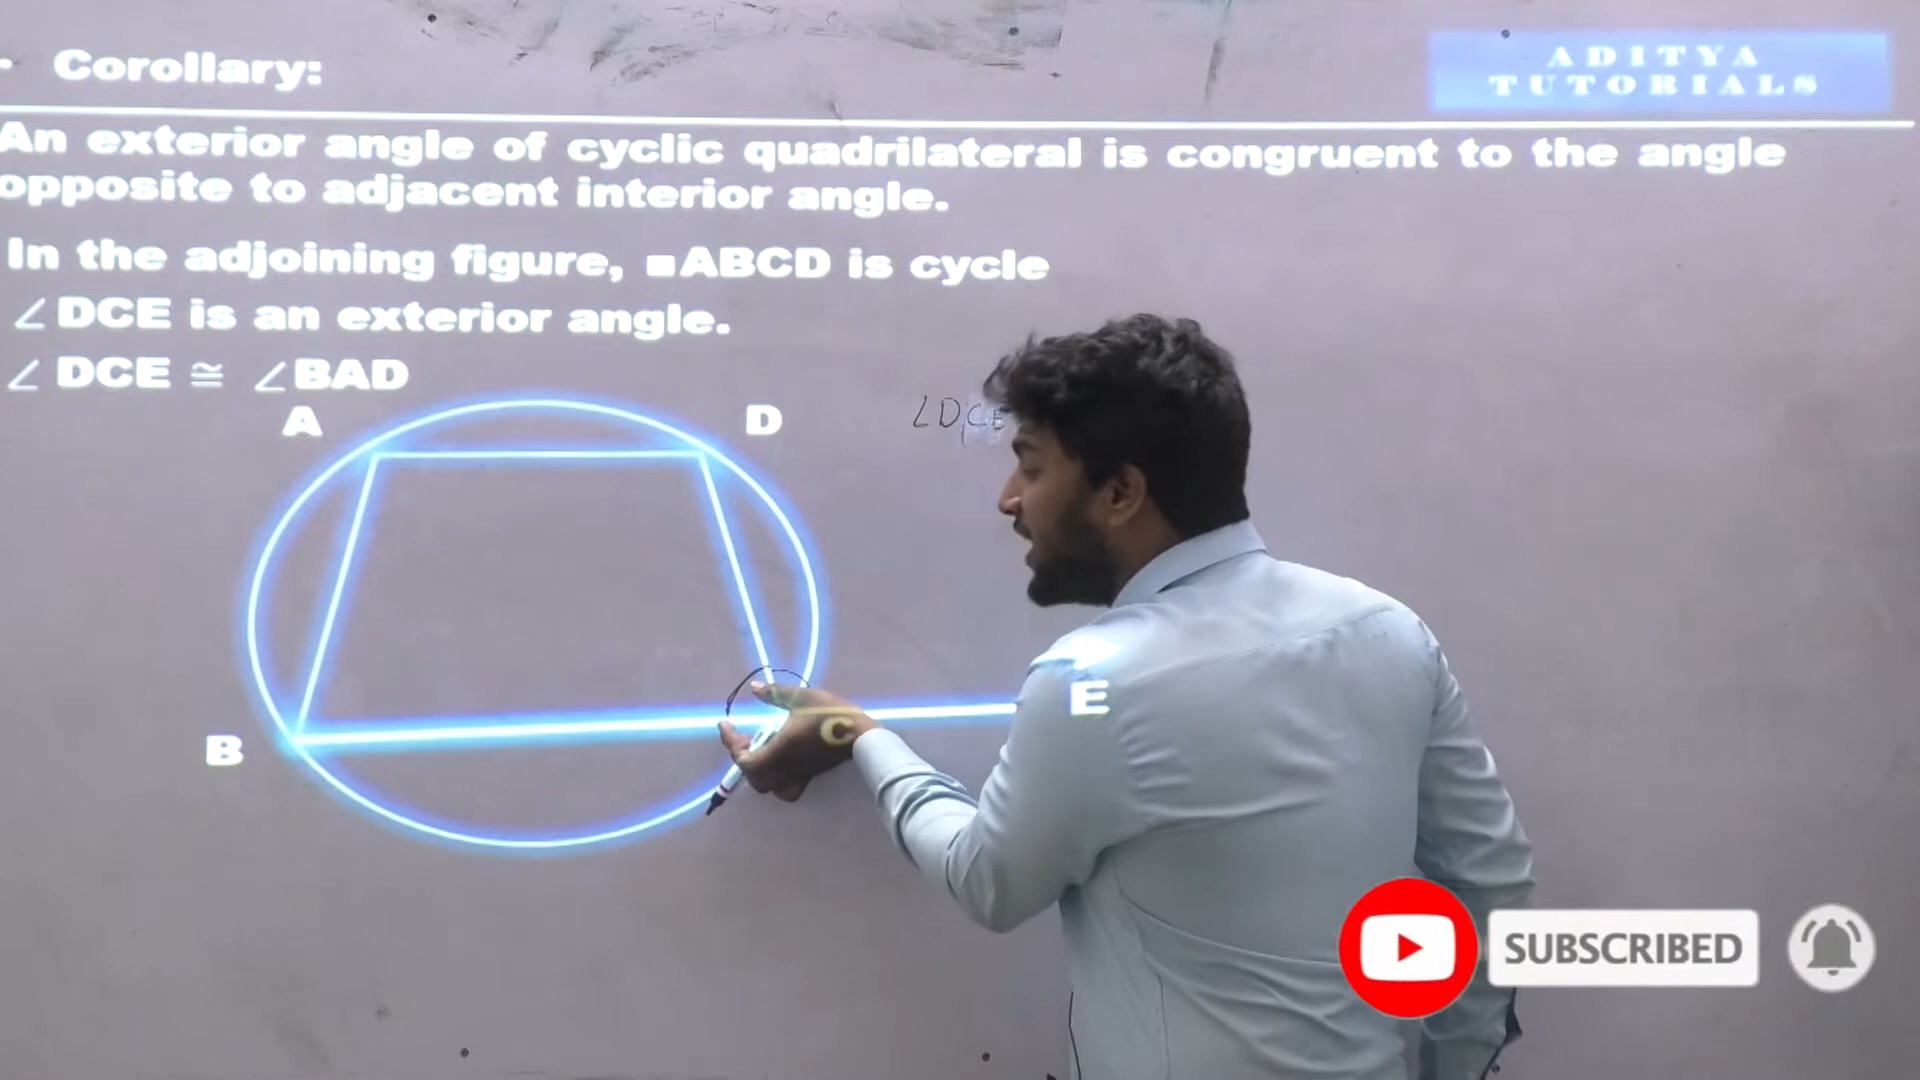 Corollary:
ADITYA
TUTORIALS
An exterior angle of cyclic quadrilateral is congruent to the angle
opposite to adjacent interior angle.
In the adjoining figure, ■ABCD is cycle
∠DCE is an exterior angle.
∠DCE ≅ ∠BAD
A
D
∠DCE
E
C
B
SUBSCRIBED